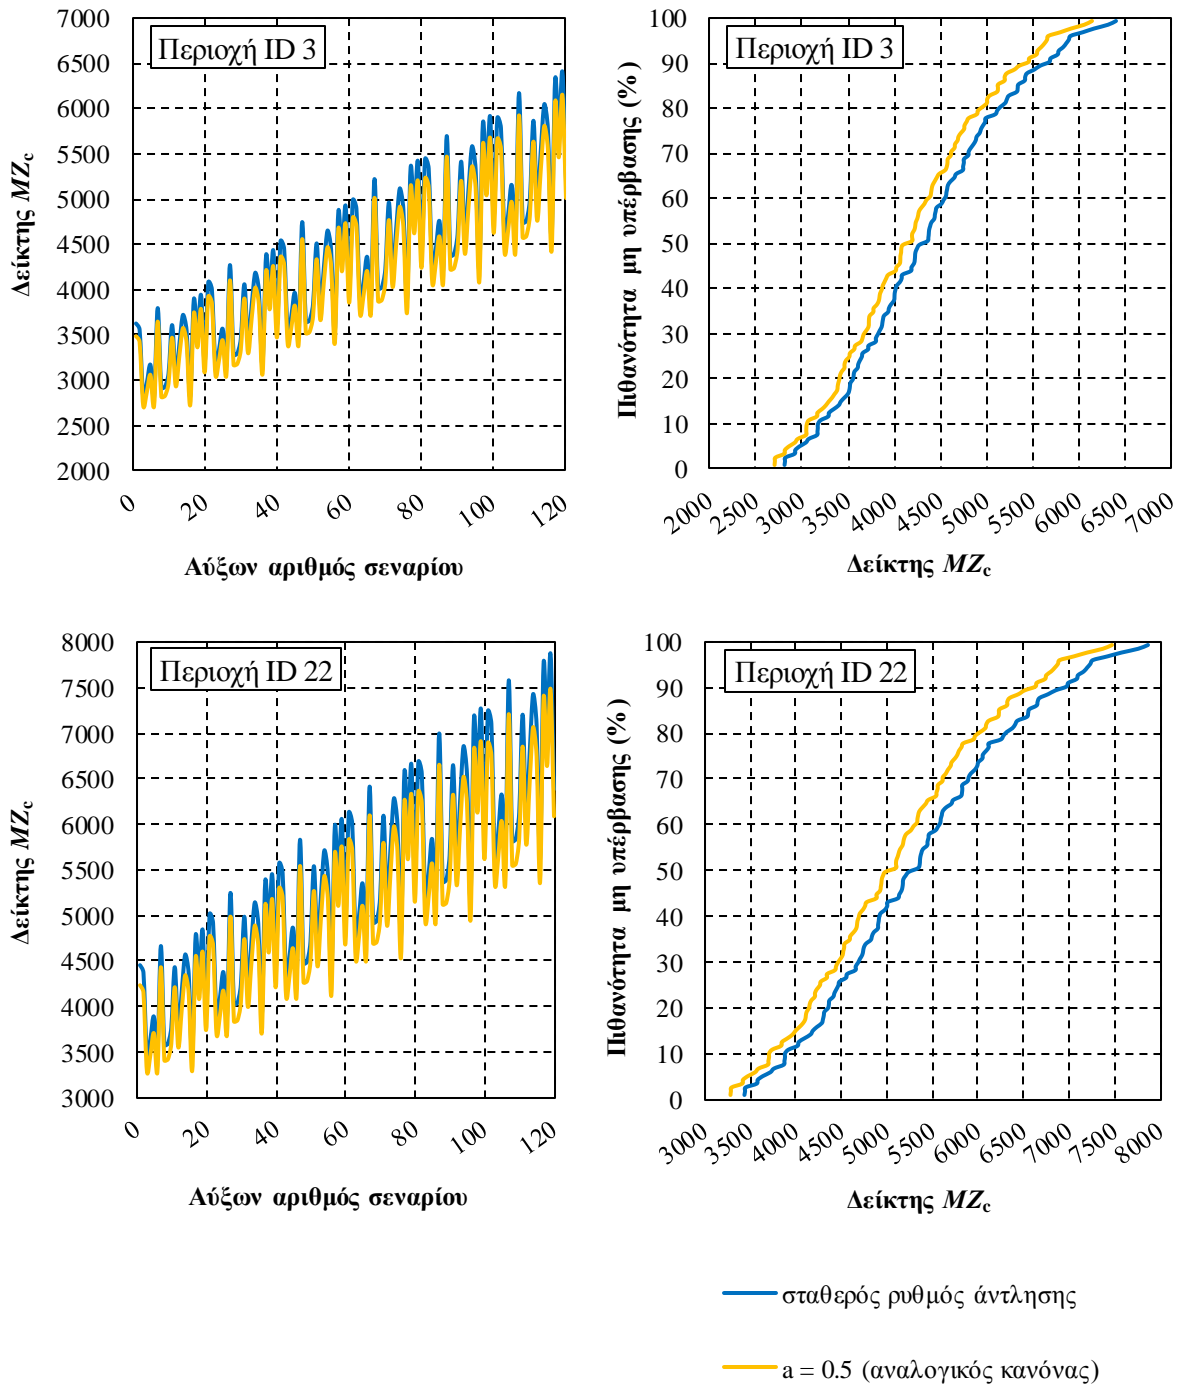 Περιοχή ID 3
Δείκτης MZc
7000
6500
6000
5500
5000
4500
4000
3500
3000
2500
2000
0 20 40 60 80 100 120
Αύξων αριθμός σεναρίου
Περιοχή ID 3
Πιθανότητα μη υπέρβασης (%)
100
90
80
70
60
50
40
30
20
10
0
2000 2500 3000 3500 4000 4500 5000 5500 6000 6500 7000
Δείκτης MZc
Περιοχή ID 22
Δείκτης MZc
8000
7500
7000
6500
6000
5500
5000
4500
4000
3500
3000
0 20 40 60 80 100 120
Αύξων αριθμός σεναρίου
Περιοχή ID 22
Πιθανότητα μη υπέρβασης (%)
100
90
80
70
60
50
40
30
20
10
0
3000 3500 4000 4500 5000 5500 6000 6500 7000 7500 8000
Δείκτης MZc
σταθερός ρυθμός άντλησης
a = 0.5 (αναλογικός κανόνας)